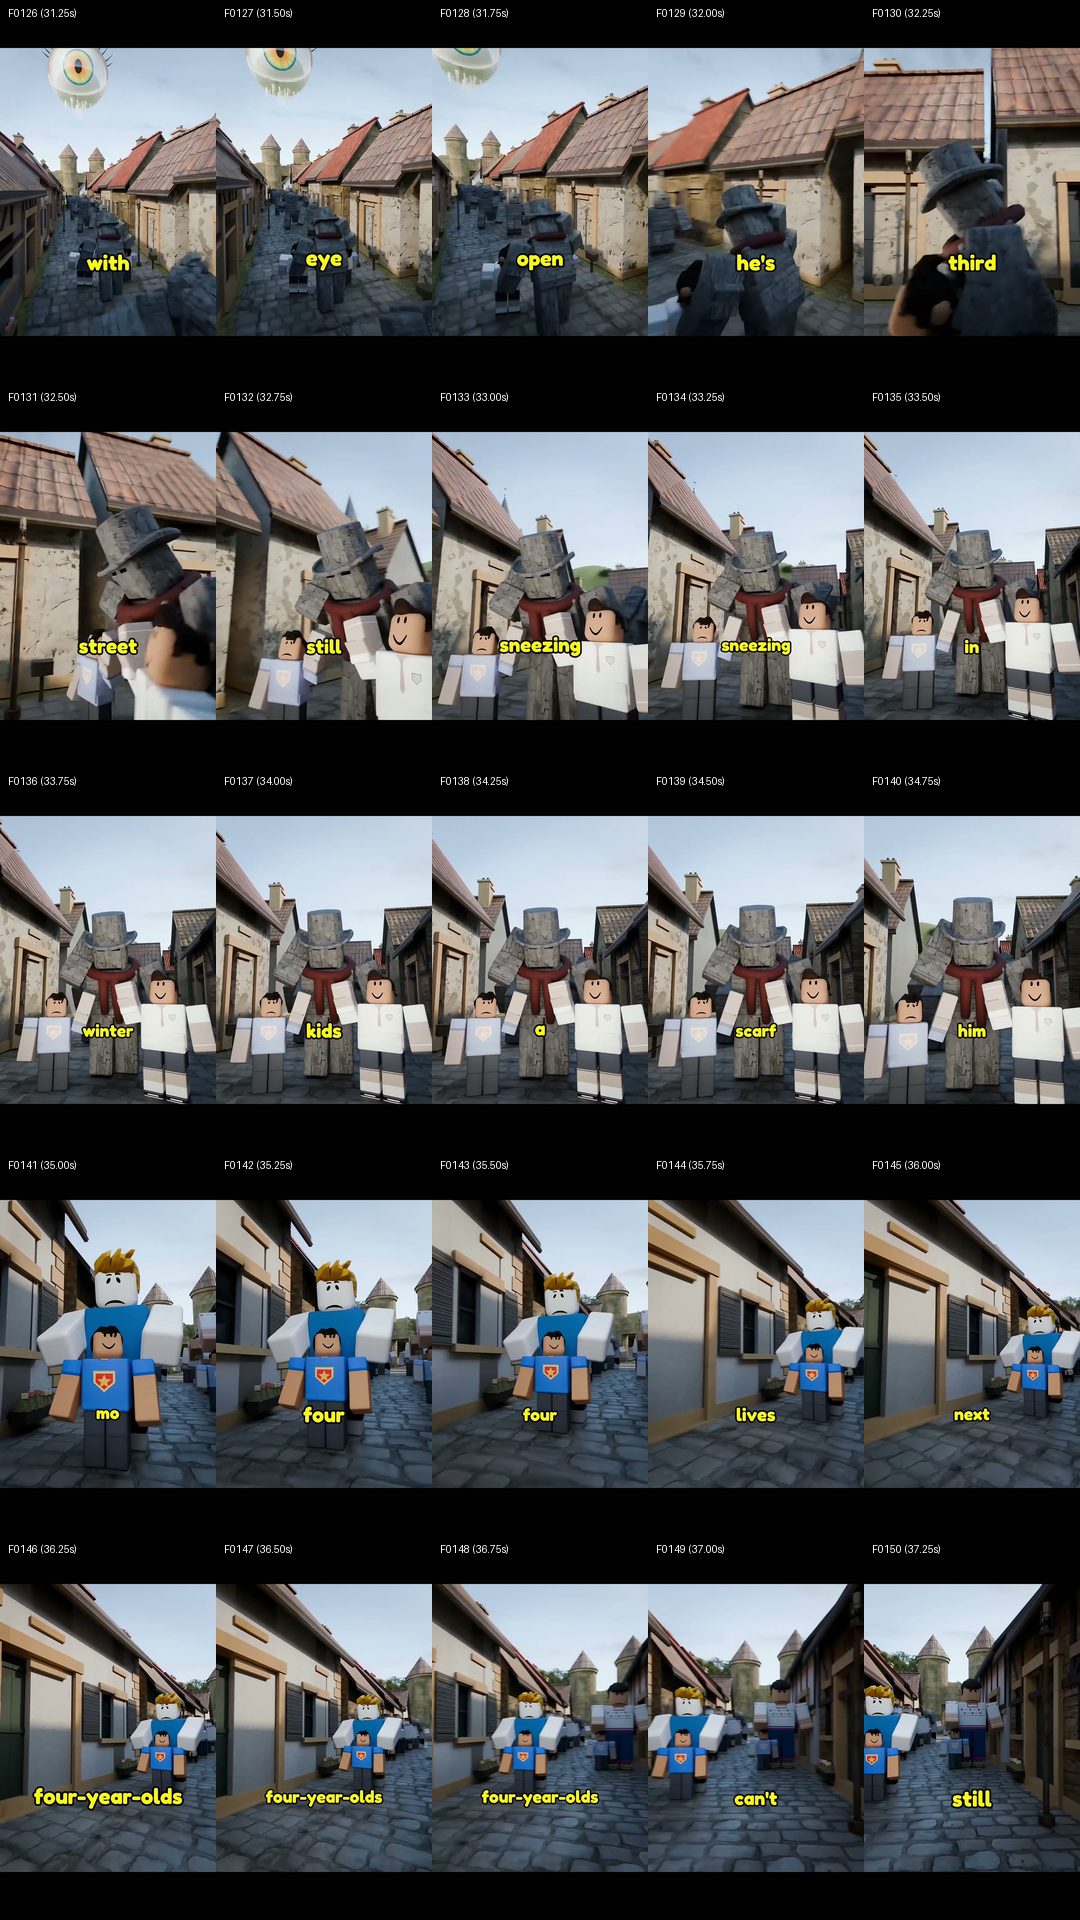 F0126 (31.25s) F0127 (31.50s) F0128 (31.75s) F0129 (32.00s) F0130 (32.25s)
with eye open he's third
F0131 (32.50s) F0132 (32.75s) F0133 (33.00s) F0134 (33.25s) F0135 (33.50s)
street still sneezing sneezing in
F0136 (33.75s) F0137 (34.00s) F0138 (34.25s) F0139 (34.50s) F0140 (34.75s)
winter kids a scarf him
F0141 (35.00s) F0142 (35.25s) F0143 (35.50s) F0144 (35.75s) F0145 (36.00s)
mo four four lives next
F0146 (36.25s) F0147 (36.50s) F0148 (36.75s) F0149 (37.00s) F0150 (37.25s)
four-year-olds four-year-olds four-year-olds can't still